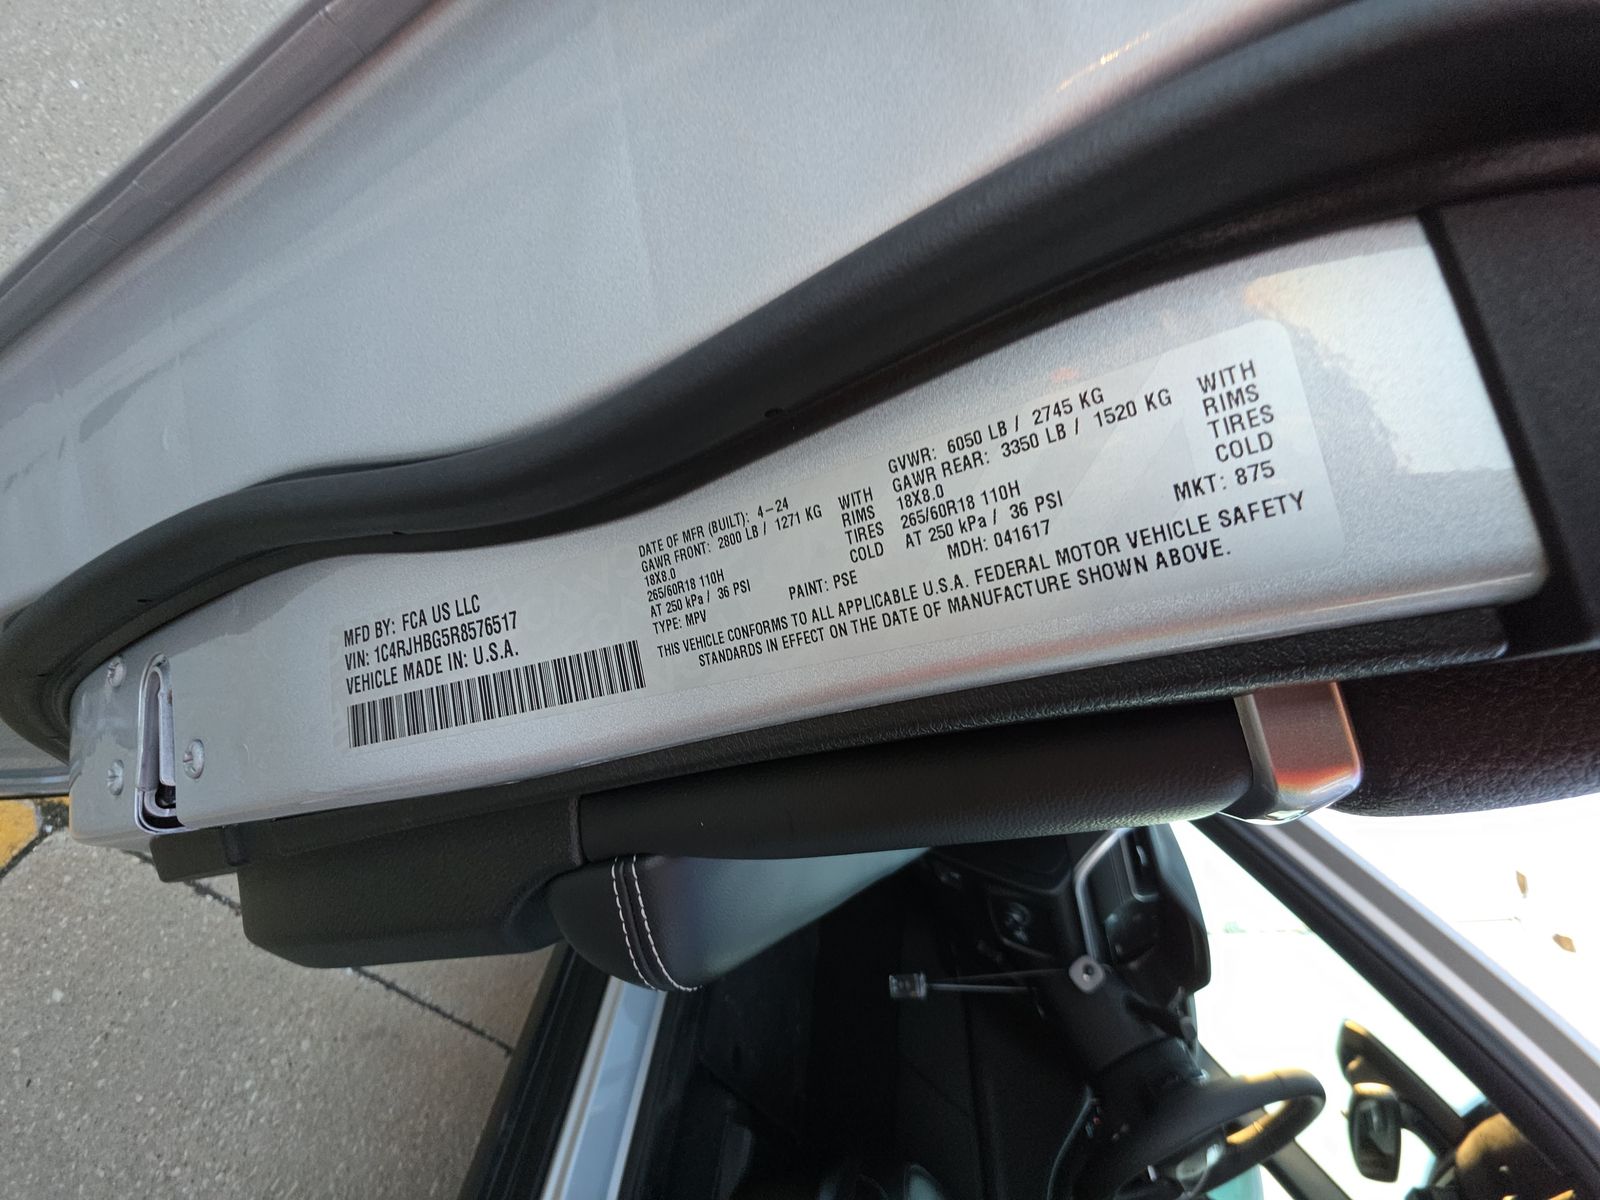 MFD BY: FCA US LLC
VIN: 1C4RJHBG5R8576517
VEHICLE MADE IN: U.S.A.
DATE OF MFR (BUILT): 4-24
GAWR FRONT: 2800 LB / 1271 KG WITH
18X8.0 RIMS
265/60R18 110H TIRES
AT 250 kPa / 36 PSI COLD
TYPE: MPV PAINT: PSE
GVWR: 6050 LB / 2745 KG
GAWR REAR: 3350 LB / 1520 KG WITH
18X8.0 RIMS
265/60R18 110H TIRES
AT 250 kPa / 36 PSI COLD
MDH: 041617 MKT: 875
THIS VEHICLE CONFORMS TO ALL APPLICABLE U.S.A. FEDERAL MOTOR VEHICLE SAFETY
STANDARDS IN EFFECT ON THE DATE OF MANUFACTURE SHOWN ABOVE.